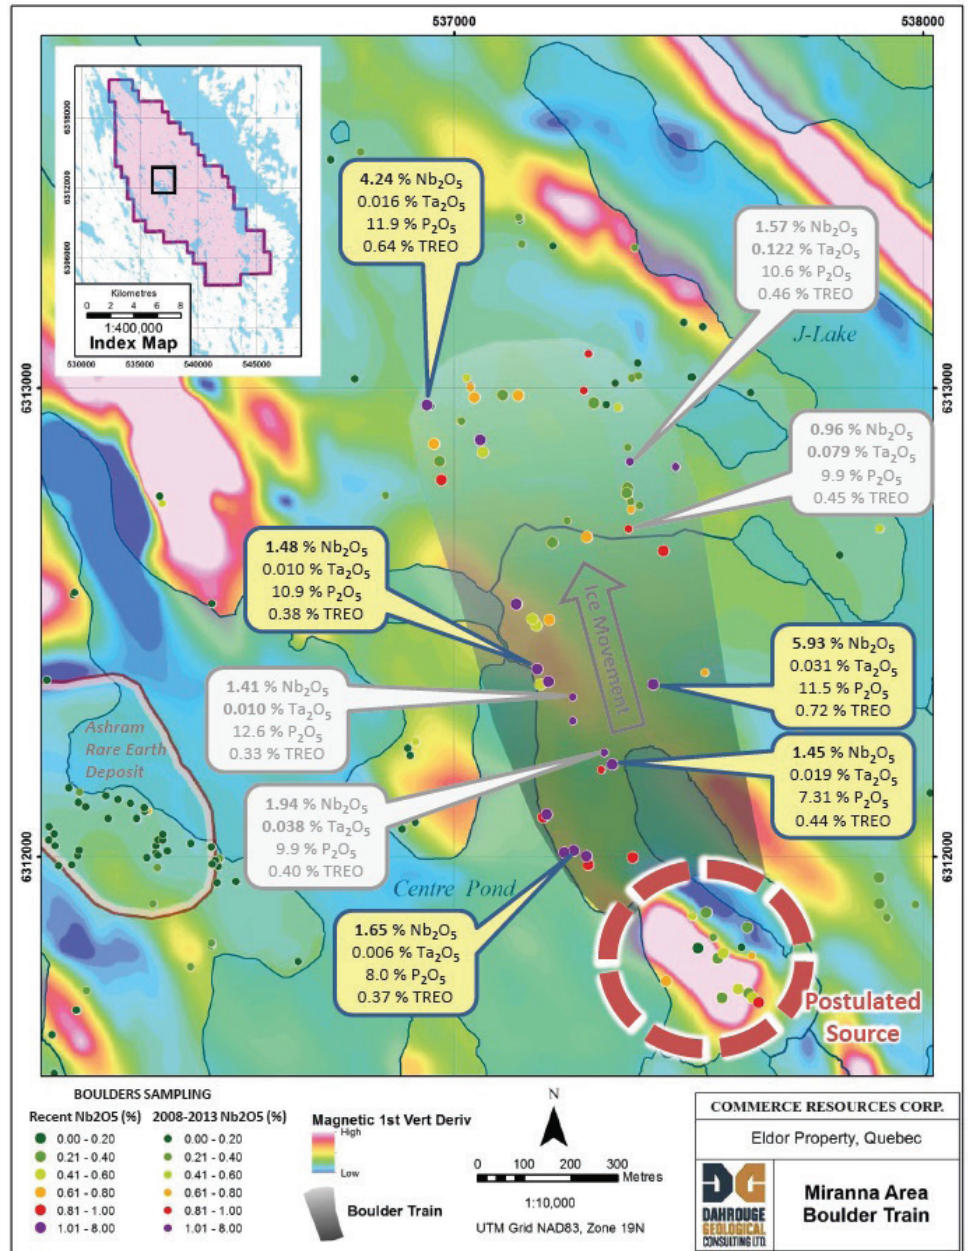 537000
538000
6318000
6312000
6306000
Kilometres
0 2 4 6 8
1:400,000
Index Map
530000 535000 540000 545000
4.24 % Nb₂O₅
0.016 % Ta₂O₅
11.9 % P₂O₅
0.64 % TREO
1.57 % Nb₂O₅
0.122 % Ta₂O₅
10.6 % P₂O₅
0.46 % TREO
J-Lake
6313000
6313000
0.96 % Nb₂O₅
0.079 % Ta₂O₅
9.9 % P₂O₅
0.45 % TREO
1.48 % Nb₂O₅
0.010 % Ta₂O₅
10.9 % P₂O₅
0.38 % TREO
Ice Movement
5.93 % Nb₂O₅
0.031 % Ta₂O₅
11.5 % P₂O₅
0.72 % TREO
1.41 % Nb₂O₅
0.010 % Ta₂O₅
12.6 % P₂O₅
0.33 % TREO
Ashram
Rare Earth
Deposit
1.45 % Nb₂O₅
0.019 % Ta₂O₅
7.31 % P₂O₅
0.44 % TREO
1.94 % Nb₂O₅
0.038 % Ta₂O₅
9.9 % P₂O₅
0.40 % TREO
6312000
6312000
Centre Pond
1.65 % Nb₂O₅
0.006 % Ta₂O₅
8.0 % P₂O₅
0.37 % TREO
Postulated
Source
BOULDERS SAMPLING
Recent Nb2O5 (%) 2008-2013 Nb2O5 (%)
0.00 - 0.20 0.00 - 0.20
0.21 - 0.40 0.21 - 0.40
0.41 - 0.60 0.41 - 0.60
0.61 - 0.80 0.61 - 0.80
0.81 - 1.00 0.81 - 1.00
1.01 - 8.00 1.01 - 8.00
Magnetic 1st Vert Deriv
High
Low
Boulder Train
N
0 50 100 200 300
Metres
1:10,000
UTM Grid NAD83, Zone 19N
COMMERCE RESOURCES CORP.
Eldor Property, Quebec
DAHROUGE
GEOLOGICAL
CONSULTING LTD.
Miranna Area
Boulder Train